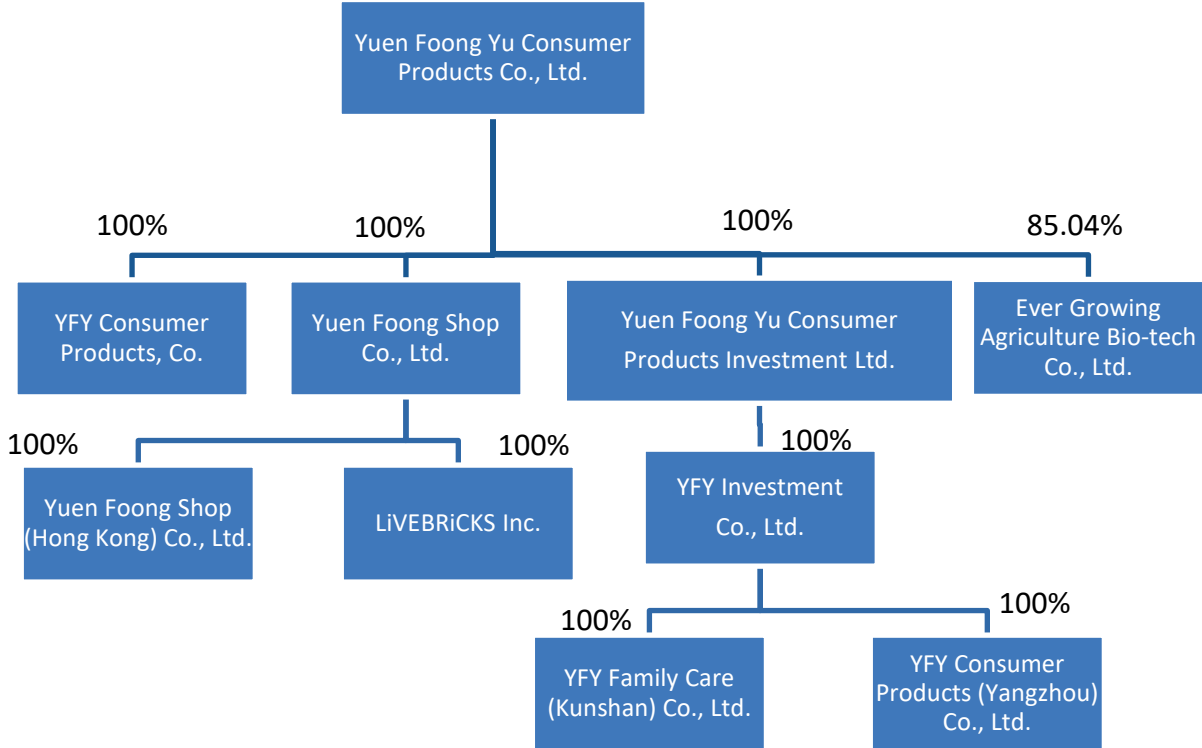 Yuen Foong Yu Consumer
Products Co., Ltd.
100%
100%
100%
85.04%
YFY Consumer
Products, Co.
Yuen Foong Shop
Co., Ltd.
Yuen Foong Yu Consumer
Products Investment Ltd.
Ever Growing
Agriculture Bio-tech
Co., Ltd.
100%
100%
100%
Yuen Foong Shop
(Hong Kong) Co., Ltd.
LiVEBRiCKS Inc.
YFY Investment
Co., Ltd.
100%
100%
YFY Family Care
(Kunshan) Co., Ltd.
YFY Consumer
Products (Yangzhou)
Co., Ltd.